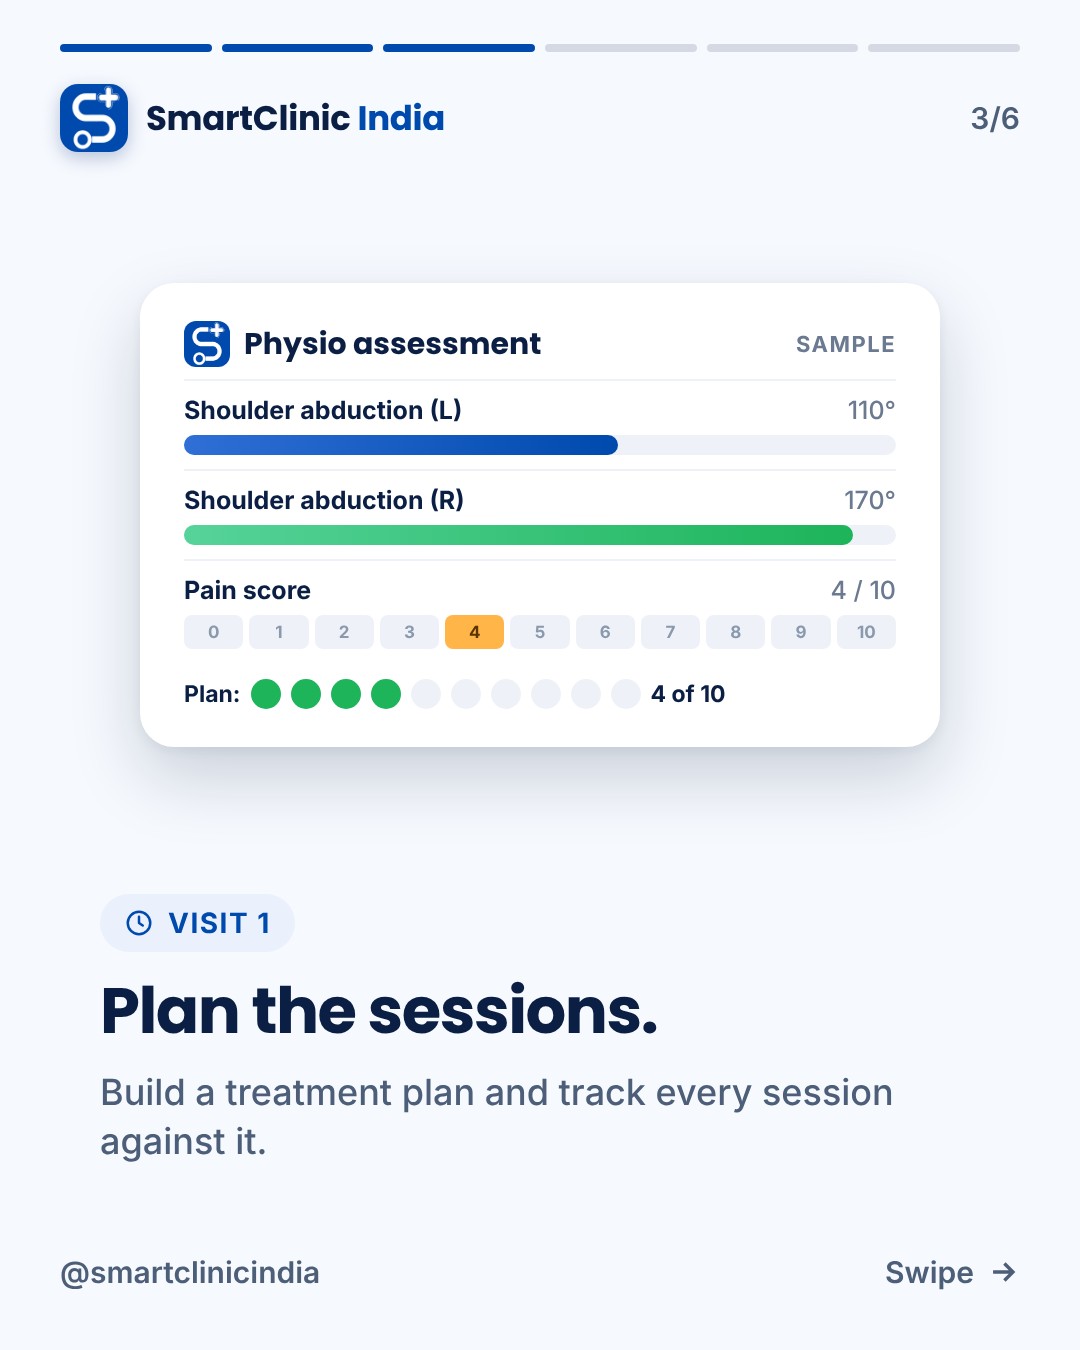 SmartClinic India
3/6
Physio assessment
SAMPLE
Shoulder abduction (L)
110°
Shoulder abduction (R)
170°
Pain score
4 / 10
0 1 2 3 4 5 6 7 8 9 10
Plan: 4 of 10
VISIT 1
Plan the sessions.
Build a treatment plan and track every session
against it.
@smartclinicindia
Swipe →